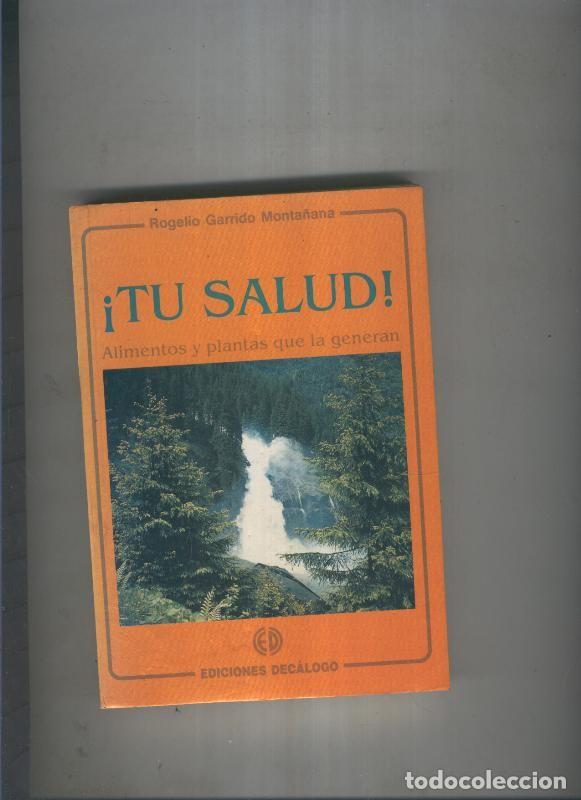 Rogelio Garrido Montañana
¡TU SALUD!
Alimentos y plantas que la generan
ED
EDICIONES DECÁLOGO
todocoleccion